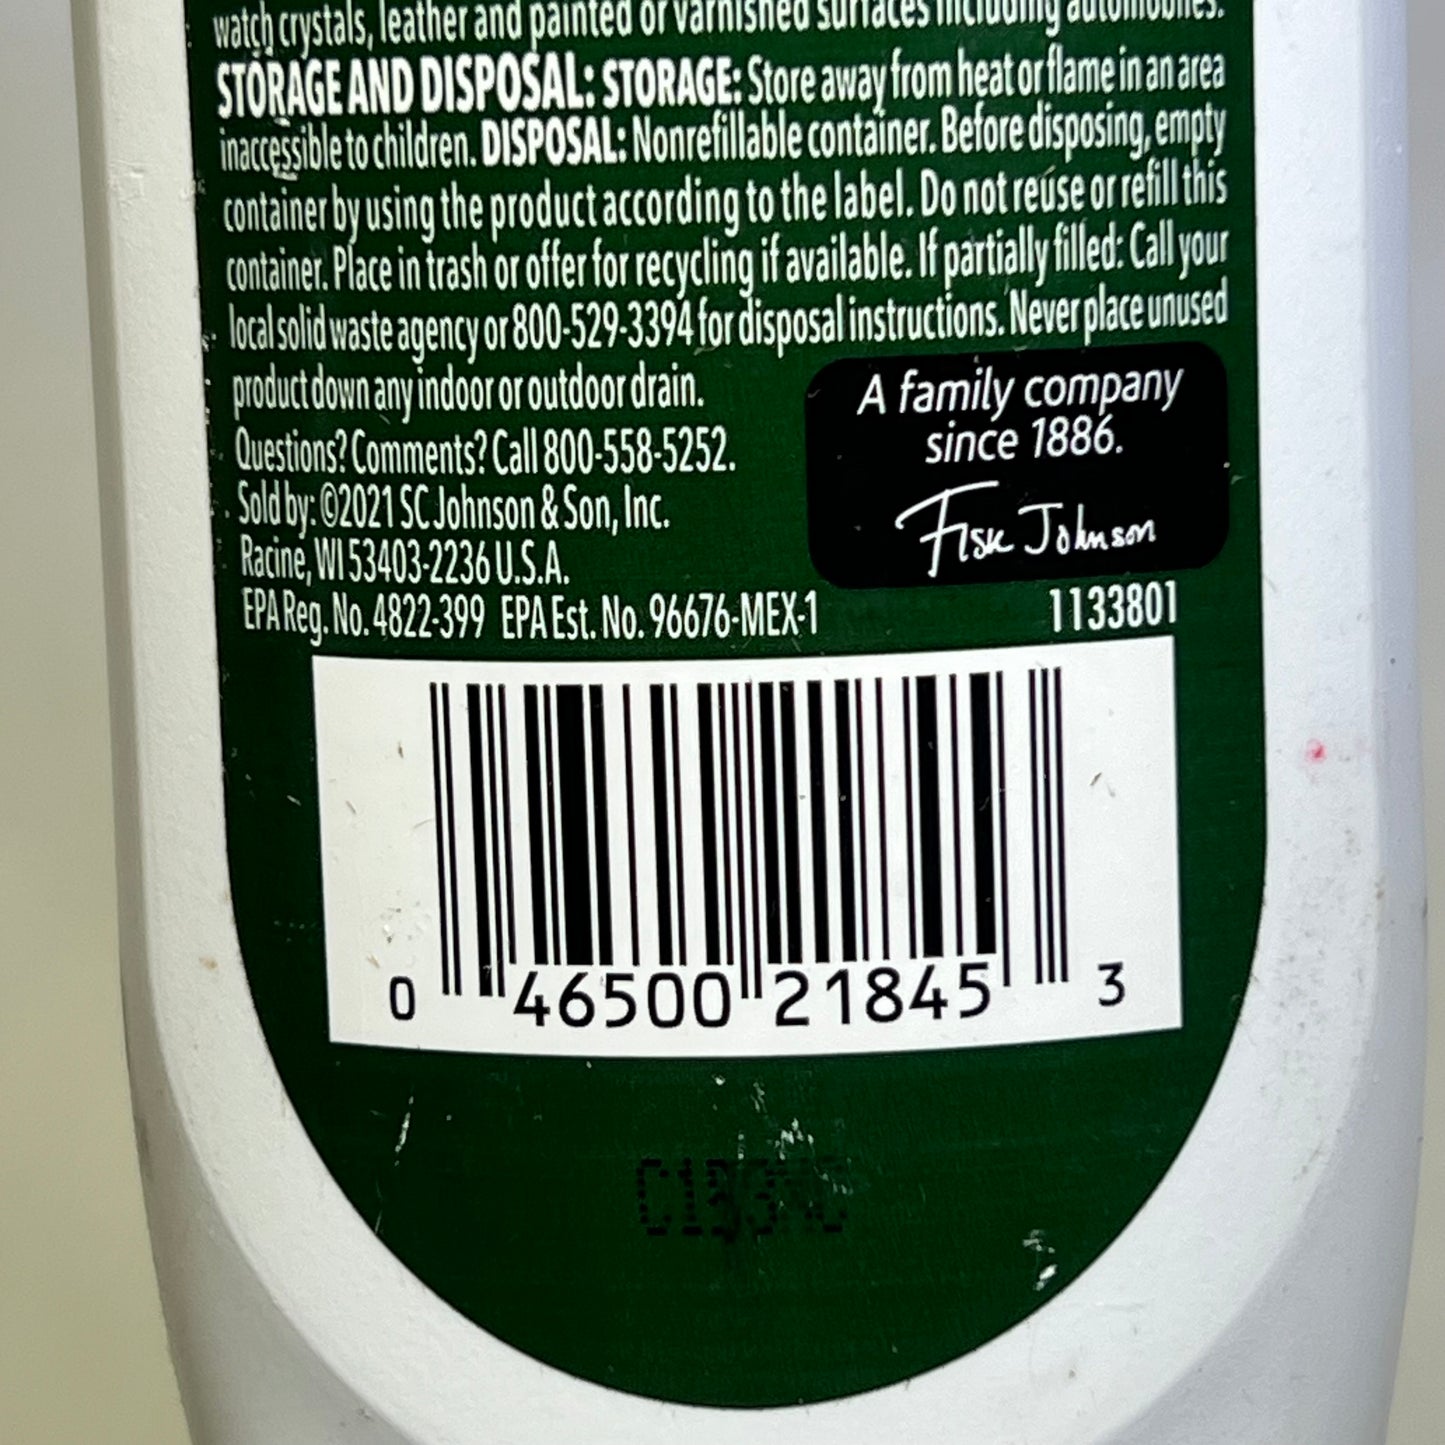 watch crystals, leather and painted or varnished surfaces including automobiles.
STORAGE AND DISPOSAL: STORAGE: Store away from heat or flame in an area
inaccessible to children. DISPOSAL: Nonrefillable container. Before disposing, empty
container by using the product according to the label. Do not reuse or refill this
container. Place in trash or offer for recycling if available. If partially filled: Call your
local solid waste agency or 800-529-3394 for disposal instructions. Never place unused
product down any indoor or outdoor drain.
Questions? Comments? Call 800-558-5252.
Sold by: ©2021 SC Johnson & Son, Inc.
Racine, WI 53403-2236 U.S.A.
EPA Reg. No. 4822-399 EPA Est. No. 96676-MEX-1
A family company
since 1886.
Fisk Johnson
1133801
0 46500 21845 3